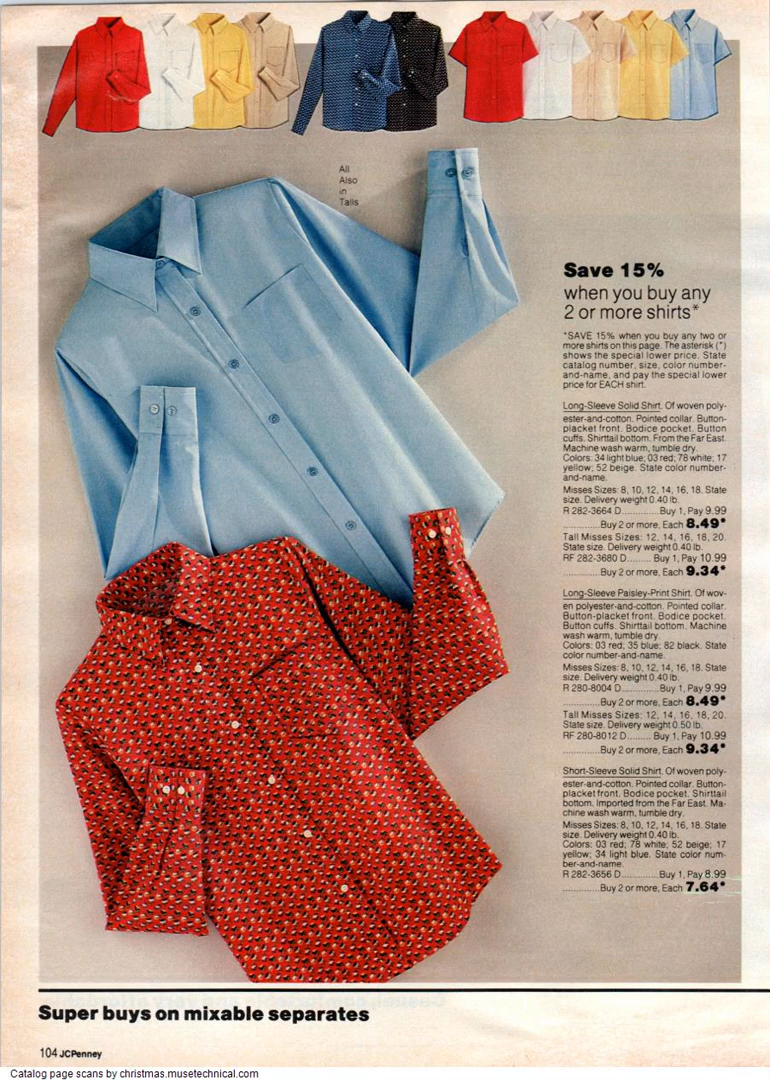 All
Also
in
Talls
Save 15%
when you buy any
2 or more shirts*
*SAVE 15% when you buy any two or
more shirts on this page. The asterisk (*)
shows the special lower price. State
catalog number, size, color number-
and-name, and pay the special lower
price for EACH shirt.
Long-Sleeve Solid Shirt. Of woven poly-
ester-and-cotton. Pointed collar. Button-
placket front. Bodice pocket. Button
cuffs. Shirttail bottom. From the Far East.
Machine wash warm, tumble dry.
Colors: 34 light blue; 03 red; 78 white; 17
yellow; 52 beige. State color number-
and-name.
Misses Sizes: 8, 10, 12, 14, 16, 18. State
size. Delivery weight 0.40 lb.
R 282-3664 D..............Buy 1, Pay 9.99
..............Buy 2 or more, Each 8.49*
Tall Misses Sizes: 12, 14, 16, 18, 20.
State size. Delivery weight 0.40 lb.
RF 282-3680 D......... Buy 1, Pay 10.99
..............Buy 2 or more, Each 9.34*
Long-Sleeve Paisley-Print Shirt. Of wov-
en polyester-and-cotton. Pointed collar.
Button-placket front. Bodice pocket.
Button cuffs. Shirttail bottom. Machine
wash warm, tumble dry.
Colors: 03 red; 35 blue; 82 black. State
color number-and-name.
Misses Sizes: 8, 10, 12, 14, 16, 18. State
size. Delivery weight 0.40 lb.
R 280-8004 D..............Buy 1, Pay 9.99
..............Buy 2 or more, Each 8.49*
Tall Misses Sizes: 12, 14, 16, 18, 20.
State size. Delivery weight 0.50 lb.
RF 280-8012 D......... Buy 1, Pay 10.99
..............Buy 2 or more, Each 9.34*
Short-Sleeve Solid Shirt. Of woven poly-
ester-and-cotton. Pointed collar. Button-
placket front. Bodice pocket. Shirttail
bottom. Imported from the Far East. Ma-
chine wash warm, tumble dry.
Misses Sizes: 8, 10, 12, 14, 16, 18. State
size. Delivery weight 0.40 lb.
Colors: 03 red; 78 white; 52 beige; 17
yellow; 34 light blue. State color num-
ber-and-name.
R 282-3656 D..............Buy 1, Pay 8.99
..............Buy 2 or more, Each 7.64*
Super buys on mixable separates
104 JCPenney
Catalog page scans by christmas.musetechnical.com